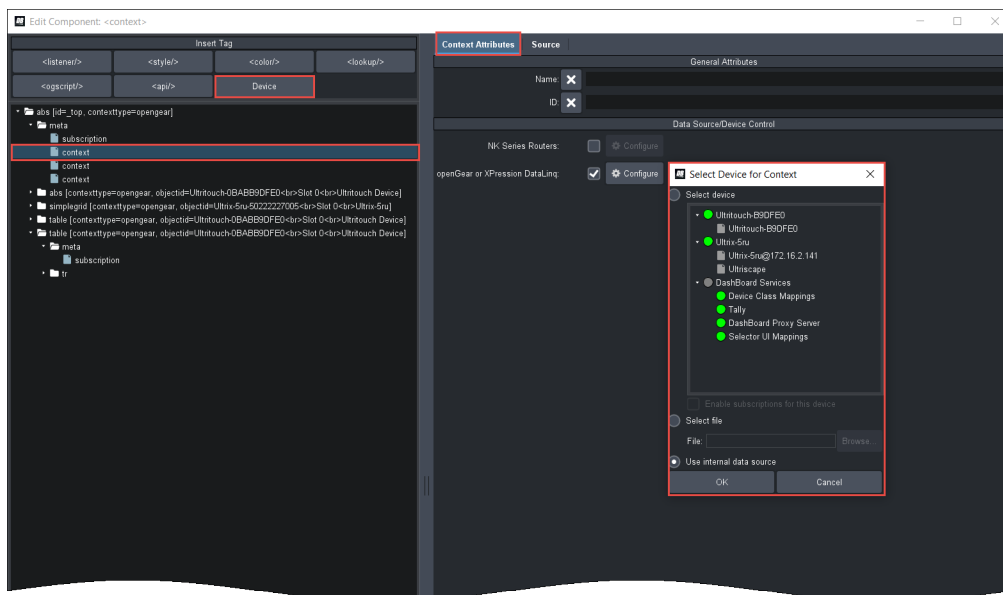 Edit Component: <context>
Insert Tag
<listener/> <style/> <color/> <lookup/>
<ogscript/> <api/> Device
abs [id=_top, contexttype=opengear]
meta
subscription
context
context
context
abs [contexttype=opengear, objectid=Ultritouch-0BABB9DFE0<br>Slot 0<br>Ultritouch Device]
simplegrid [contexttype=opengear, objectid=Ultrix-5ru-50222227005<br>Slot 0<br>Ultrix-5ru]
table [contexttype=opengear, objectid=Ultritouch-0BABB9DFE0<br>Slot 0<br>Ultritouch Device]
table [contexttype=opengear, objectid=Ultritouch-0BABB9DFE0<br>Slot 0<br>Ultritouch Device]
meta
subscription
tr
Context Attributes Source
General Attributes
Name:
ID:
Data Source/Device Control
NK Series Routers: Configure
openGear or XPression DataLinq: Configure
Select Device for Context
Select device
Ultritouch-B9DFE0
Ultritouch-B9DFE0
Ultrix-5ru
Ultrix-5ru@172.16.2.141
Ultriscape
DashBoard Services
Device Class Mappings
Tally
DashBoard Proxy Server
Selector UI Mappings
Enable subscriptions for this device
Select file
File: Browse...
Use internal data source
OK Cancel